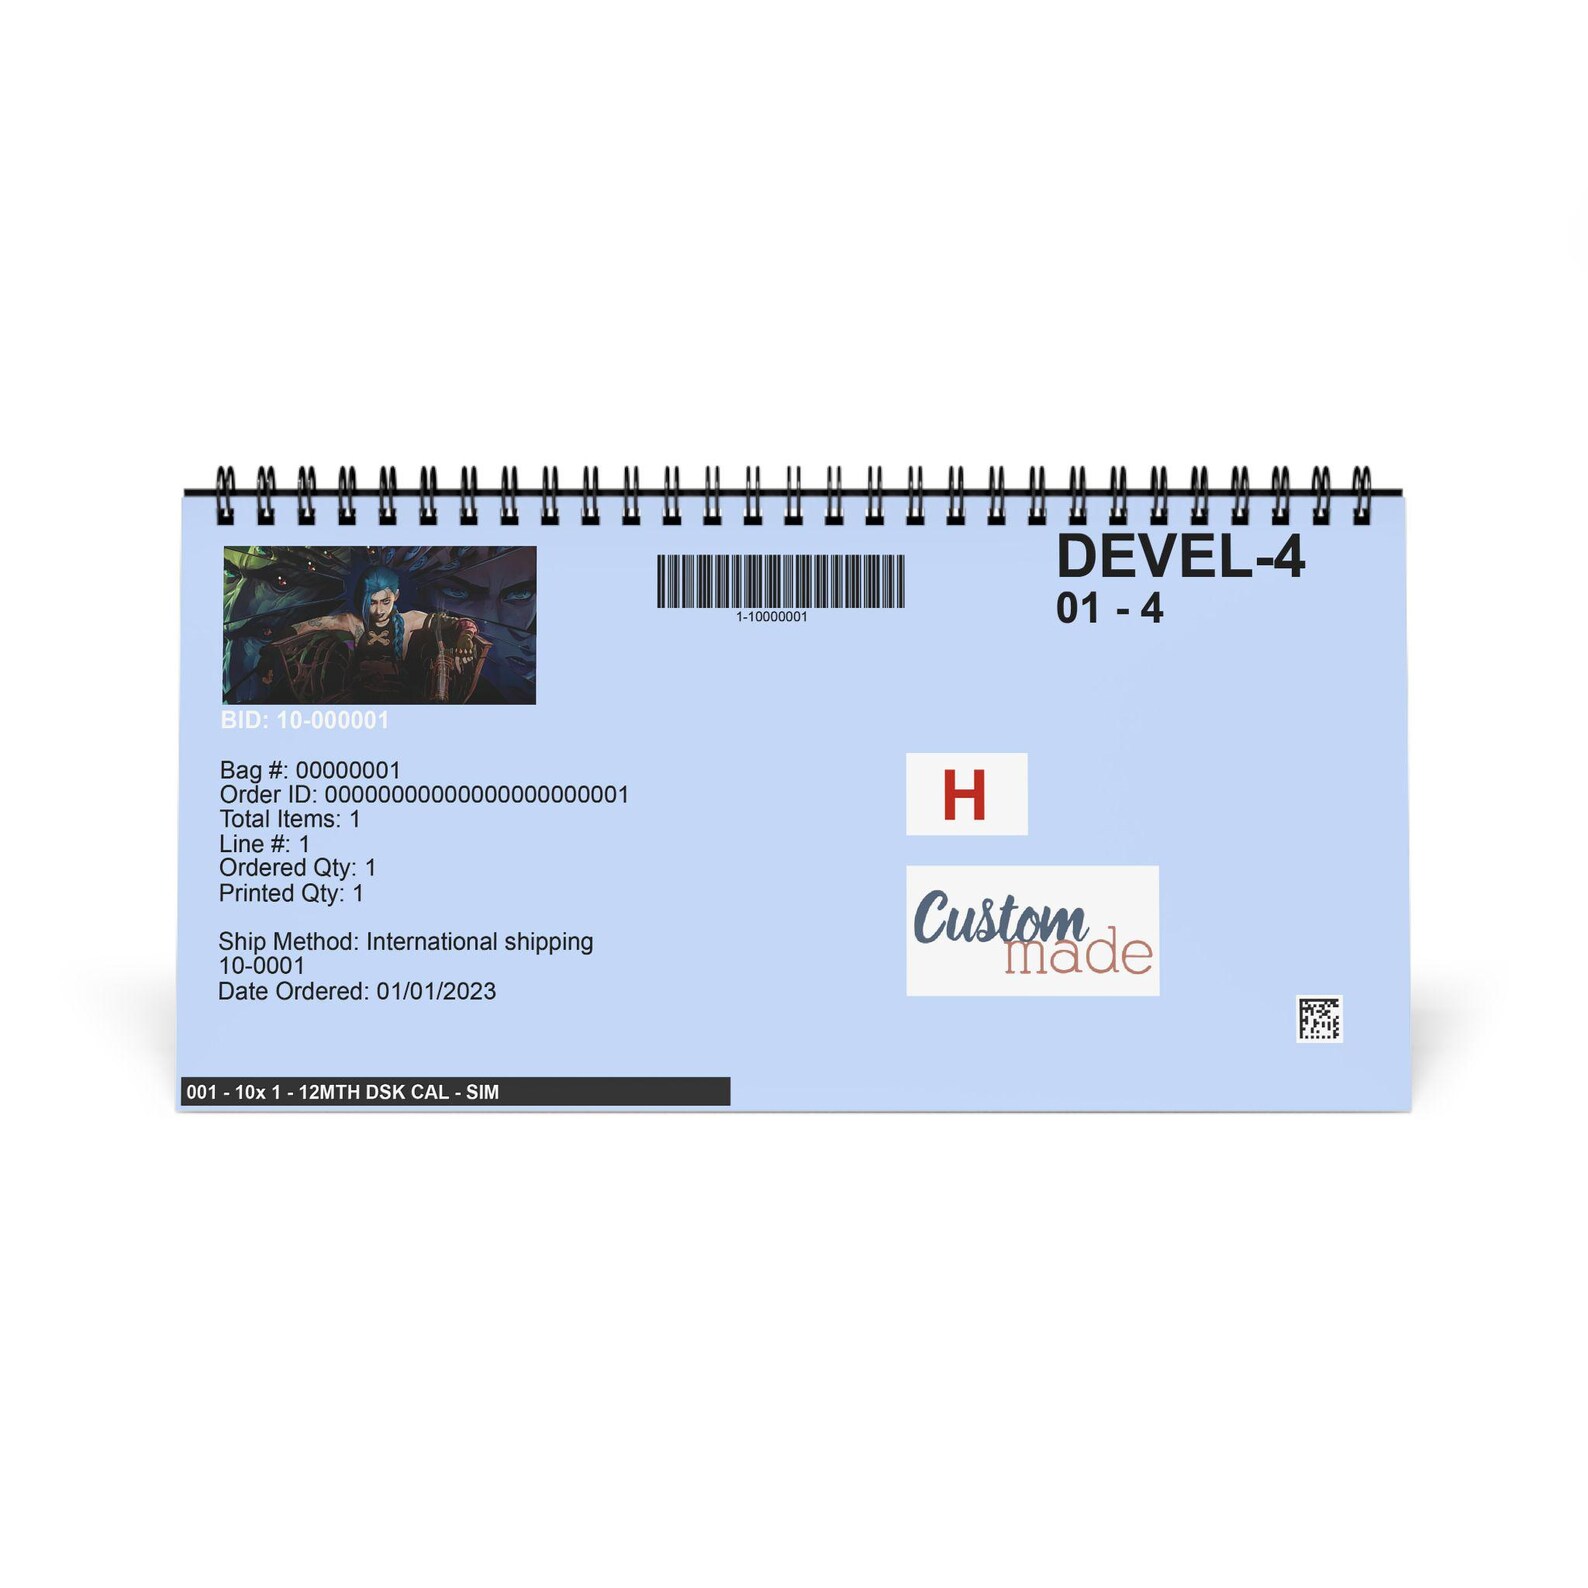 DEVEL-4
01 - 4
1-10000001
BID: 10-000001
Bag #: 00000001
Order ID: 00000000000000000000001
Total Items: 1
Line #: 1
Ordered Qty: 1
Printed Qty: 1
Ship Method: International shipping
10-0001
Date Ordered: 01/01/2023
H
Custom
made
001 - 10x 1 - 12MTH DSK CAL - SIM